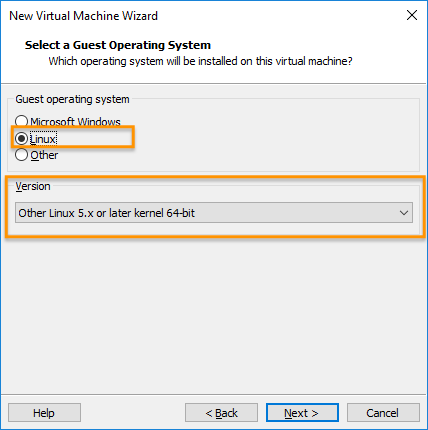 New Virtual Machine Wizard
Select a Guest Operating System
Which operating system will be installed on this virtual machine?
Guest operating system
Microsoft Windows
Linux
Other
Version
Other Linux 5.x or later kernel 64-bit
Help
< Back
Next >
Cancel